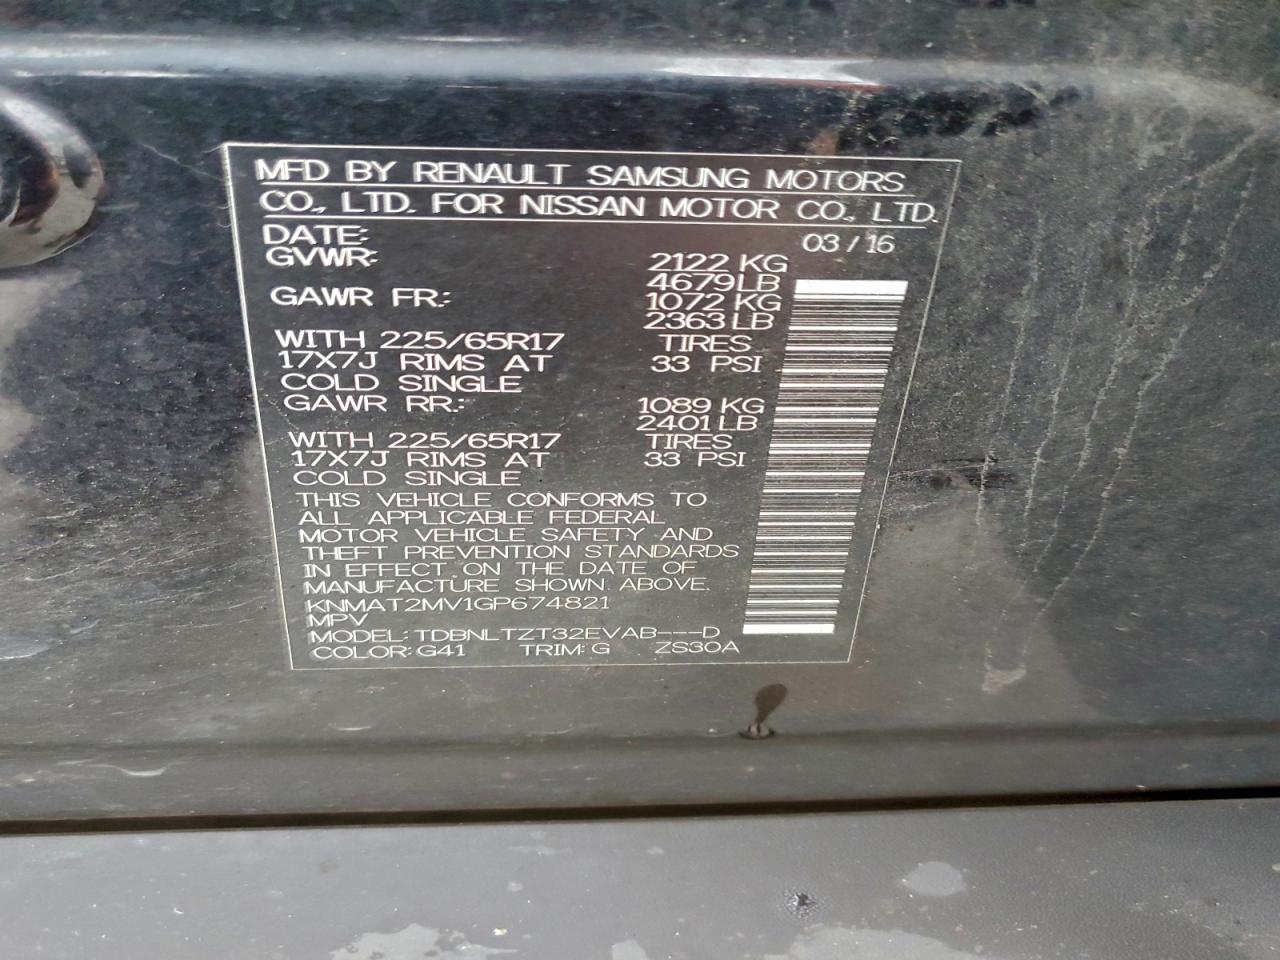 MFD BY RENAULT SAMSUNG MOTORS
CO., LTD. FOR NISSAN MOTOR CO., LTD.
DATE: 03/16
GVWR: 2122 KG
4679LB
GAWR FR.: 1072 KG
2363LB
WITH 225/65R17 TIRES
17X7J RIMS AT 33 PSI
COLD SINGLE
GAWR RR.: 1089 KG
2401LB
WITH 225/65R17 TIRES
17X7J RIMS AT 33 PSI
COLD SINGLE
THIS VEHICLE CONFORMS TO
ALL APPLICABLE FEDERAL
MOTOR VEHICLE SAFETY AND
THEFT PREVENTION STANDARDS
IN EFFECT ON THE DATE OF
MANUFACTURE SHOWN ABOVE.
KNMAT2MV1GP674821
MPV
MODEL: TDBNLTZT32EVAB---D
COLOR: G41 TRIM: G ZS30A